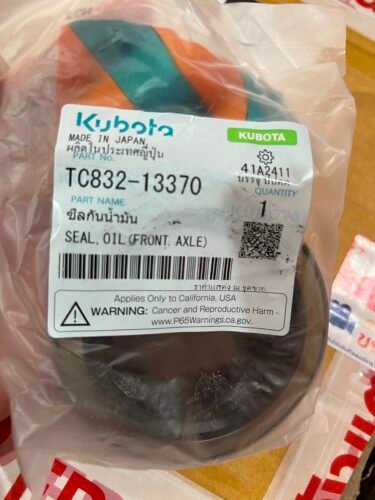 Kubota
KUBOTA
MADE IN JAPAN
ผลิตในประเทศญี่ปุ่น
PART No.
41A2411
TC832-13370
QUANTITY
PART NAME
1
ซีลกันน้ำมัน
SEAL, OIL (FRONT AXLE)
Applies Only to California, USA
WARNING: Cancer and Reproductive Harm -
www.P65Warnings.ca.gov.